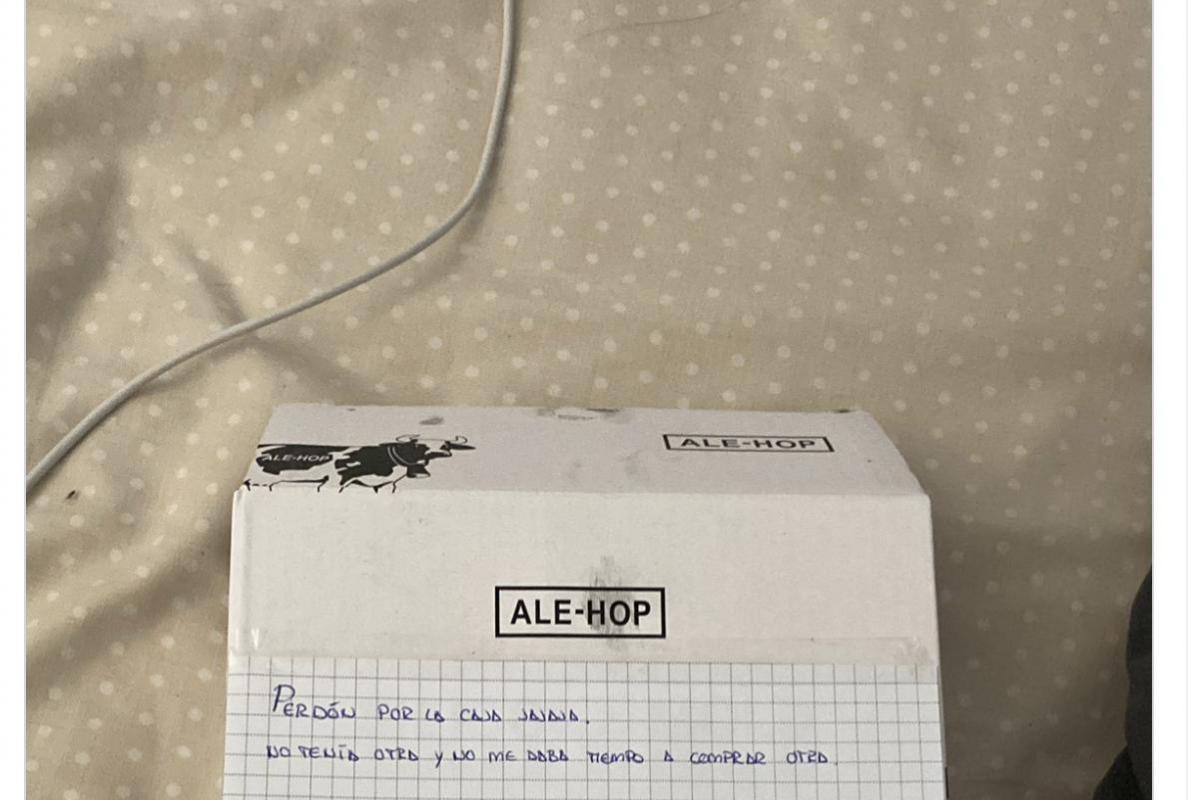 ALE-HOP
ALE-HOP
ALE-HOP
PERDÓN POR LA CAJA JAJAJA.
NO TENÍA OTRA Y NO ME DABA TIEMPO A COMPRAR OTRA.